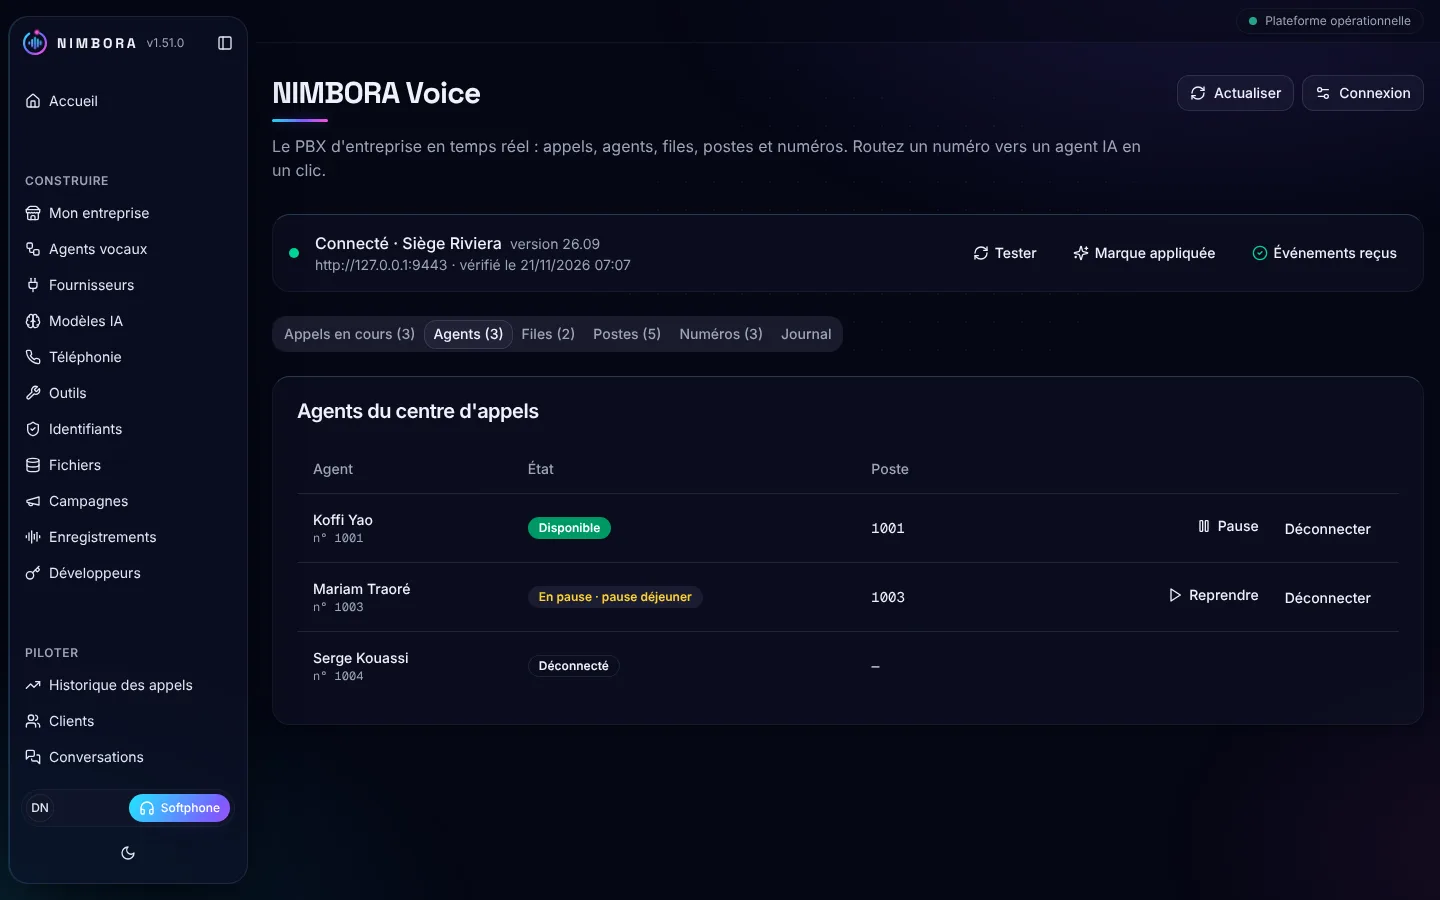 NIMBORA v1.51.0
Accueil
CONSTRUIRE
Mon entreprise
Agents vocaux
Fournisseurs
Modèles IA
Téléphonie
Outils
Identifiants
Fichiers
Campagnes
Enregistrements
Développeurs
PILOTER
Historique des appels
Clients
Conversations
DN
Softphone
Plateforme opérationnelle
NIMBORA Voice
Actualiser
Connexion
Le PBX d'entreprise en temps réel : appels, agents, files, postes et numéros. Routez un numéro vers un agent IA en
un clic.
Connecté · Siège Riviera version 26.09
http://127.0.0.1:9443 · vérifié le 21/11/2026 07:07
Tester
Marque appliquée
Événements reçus
Appels en cours (3) Agents (3) Files (2) Postes (5) Numéros (3) Journal
Agents du centre d'appels
Agent État Poste
Koffi Yao
n° 1001
Disponible
1001
Pause
Déconnecter
Mariam Traoré
n° 1003
En pause · pause déjeuner
1003
Reprendre
Déconnecter
Serge Kouassi
n° 1004
Déconnecté
—